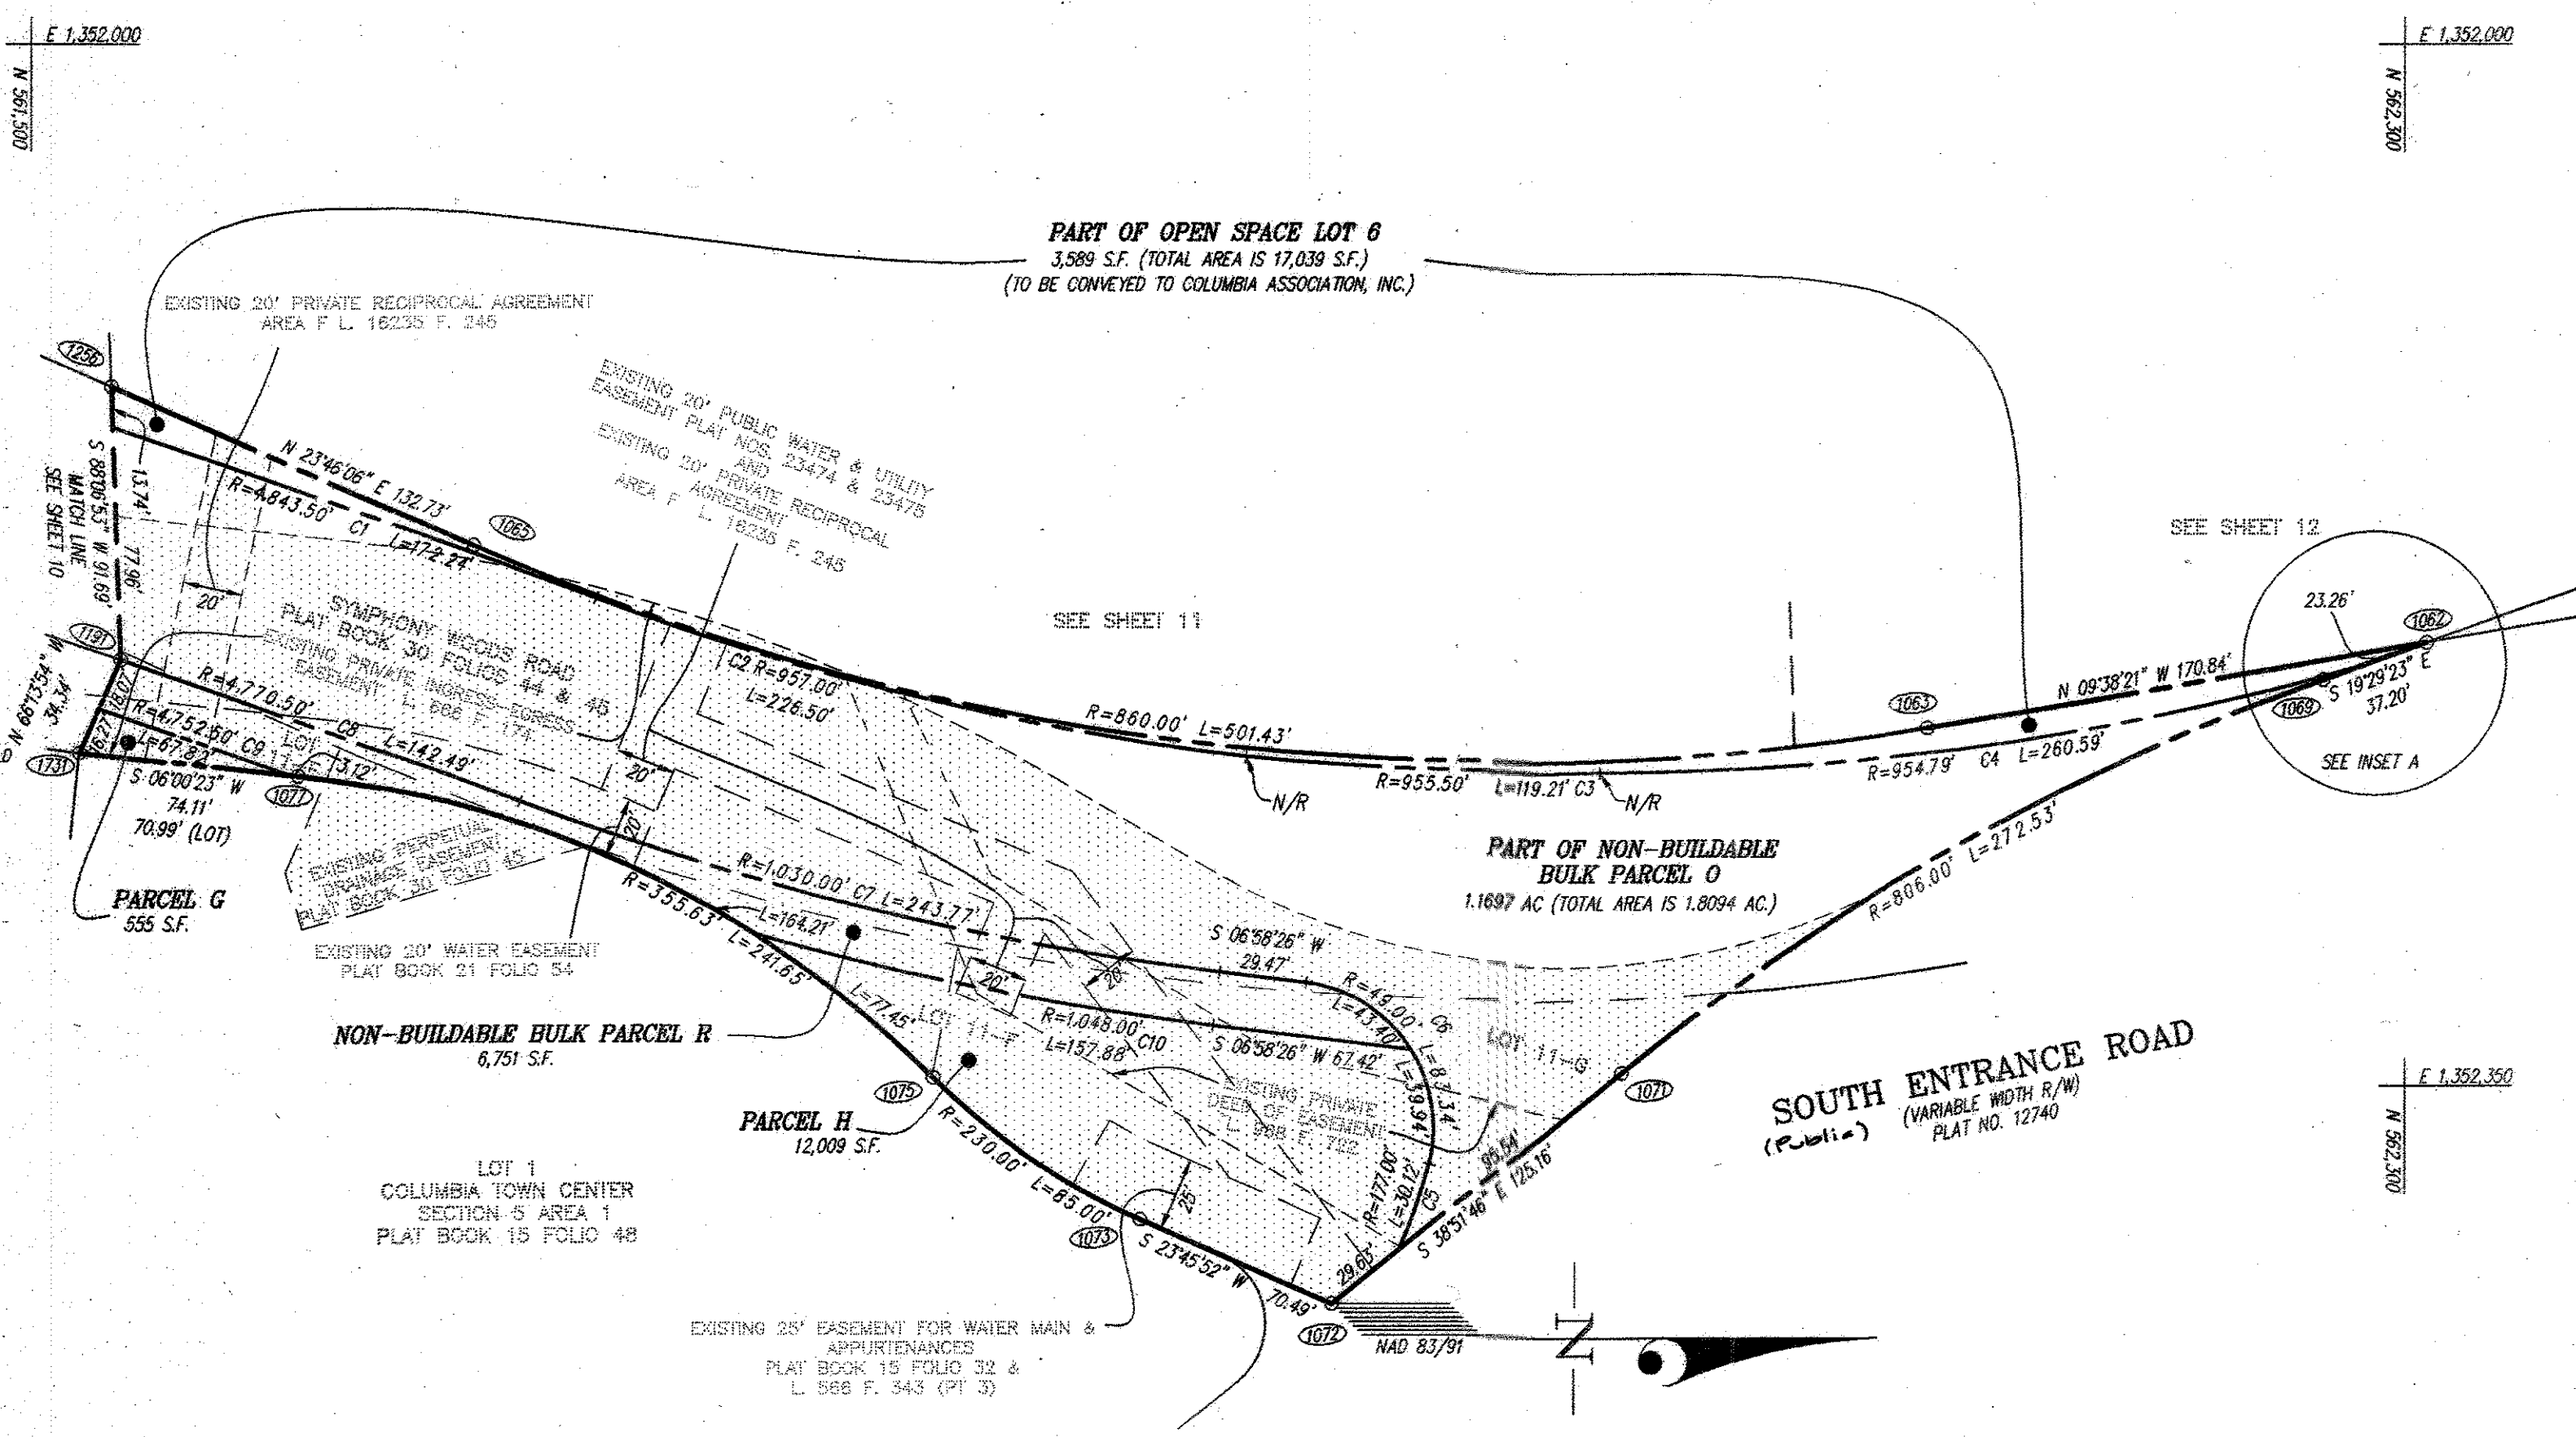 E 1,352,000
N 561,500
E 1,352,000
N 562,300
PART OF OPEN SPACE LOT 6
3,589 S.F. (TOTAL AREA IS 17,039 S.F.)
(TO BE CONVEYED TO COLUMBIA ASSOCIATION, INC.)
EXISTING 20' PRIVATE RECIPROCAL AGREEMENT
AREA F L. 16235 F. 245
1256
EXISTING 20' PUBLIC WATER & UTILITY
EASEMENT PLAT NOS. 23474 & 23475
AND
EXISTING 20' PRIVATE RECIPROCAL
AGREEMENT
AREA F L. 16235 F. 245
N 23°46'06" E 132.73'
R=4,843.50' C1 L=172.24'
1065
13.74'
77.96'
S 88°06'53" W 91.69'
MATCH LINE
SEE SHEET 10
20'
SYMPHONY WOODS ROAD
PLAT BOOK 30 FOLIOS 44 & 45
EXISTING PRIVATE INGRESS-EGRESS
EASEMENT L. 666 F. 174
SEE SHEET 11
SEE SHEET 12
23.26'
1062
S 19°29'23" E
37.20'
1069
SEE INSET A
N 09°38'21" W 170.84'
1063
C2 R=957.00'
L=226.50'
R=860.00' L=501.43'
R=955.50' L=119.21' C3
N/R
N/R
R=954.79' C4 L=260.59'
1191
N 66°13'54" W
34.34'
18.07'
16.27'
1731
R=4,770.50' C8 L=142.49'
R=4,752.50' C9
L=67.82'
LOT
3.12'
S 06°00'23" W
74.11'
70.99' (LOT)
1077
20'
20'
PARCEL G
555 S.F.
EXISTING PERPETUAL
DRAINAGE EASEMENT
PLAT BOOK 30 FOLIO 45
EXISTING 20' WATER EASEMENT
PLAT BOOK 21 FOLIO 54
R=355.63' L=241.65'
R=1,030.00' C7 L=243.77'
L=164.21'
L=77.45'
PART OF NON-BUILDABLE
BULK PARCEL O
1.1697 AC (TOTAL AREA IS 1.8094 AC.)
R=806.00' L=272.53'
S 06°58'26" W
29.47'
20'
20'
R=49.00' C6 L=83.34'
L=43.40'
L=39.94'
NON-BUILDABLE BULK PARCEL R
6,751 S.F.
LOT 11-F
R=1,048.00' C10
L=157.88'
S 06°58'26" W 67.42'
LOT 11-G
1071
SOUTH ENTRANCE ROAD
(VARIABLE WIDTH R/W)
(Public)
PLAT NO. 12740
E 1,352,350
N 562,300
1075
PARCEL H
12,009 S.F.
EXISTING PRIVATE
DEED OF EASEMENT
R=230.00' L=85.00'
25'
1073
S 23°45'52" W
70.49'
R=177.00'
L=30.12'
C5
95.54'
S 38°51'46" E 125.16'
29.63'
1072
LOT 1
COLUMBIA TOWN CENTER
SECTION 5 AREA 1
PLAT BOOK 15 FOLIO 48
EXISTING 25' EASEMENT FOR WATER MAIN &
APPURTENANCES
PLAT BOOK 15 FOLIO 32 &
L. 566 F. 343 (PT 3)
NAD 83/91
N